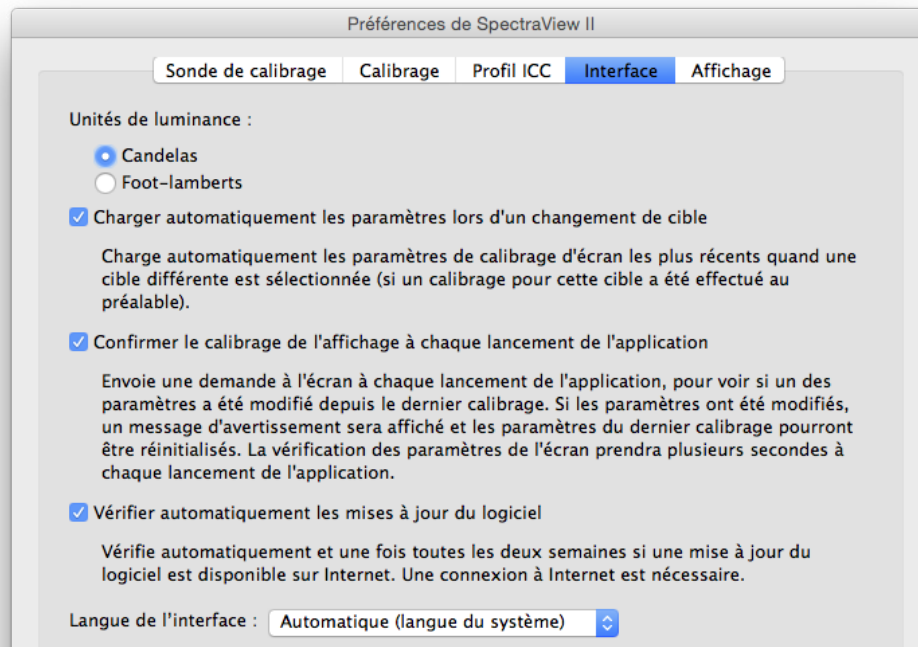 Préférences de SpectraView II
Sonde de calibrage Calibrage Profil ICC Interface Affichage
Unités de luminance :
Candelas
Foot-lamberts
Charger automatiquement les paramètres lors d'un changement de cible
Charge automatiquement les paramètres de calibrage d'écran les plus récents quand une
cible différente est sélectionnée (si un calibrage pour cette cible a été effectué au
préalable).
Confirmer le calibrage de l'affichage à chaque lancement de l'application
Envoie une demande à l'écran à chaque lancement de l'application, pour voir si un des
paramètres a été modifié depuis le dernier calibrage. Si les paramètres ont été modifiés,
un message d'avertissement sera affiché et les paramètres du dernier calibrage pourront
être réinitialisés. La vérification des paramètres de l'écran prendra plusieurs secondes à
chaque lancement de l'application.
Vérifier automatiquement les mises à jour du logiciel
Vérifie automatiquement et une fois toutes les deux semaines si une mise à jour du
logiciel est disponible sur Internet. Une connexion à Internet est nécessaire.
Langue de l'interface : Automatique (langue du système)